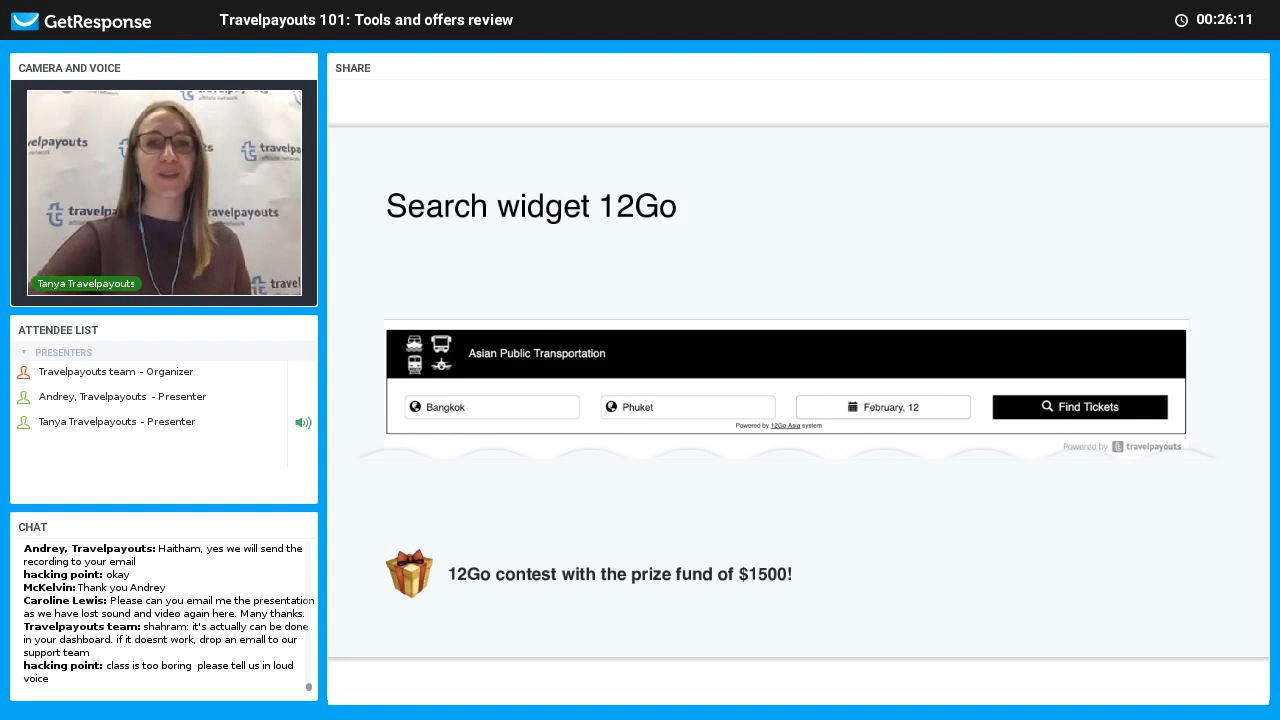 GetResponse
Travelpayouts 101: Tools and offers review
00:26:11
CAMERA AND VOICE
travelpayouts
affiliate network
travelpayouts
Tanya Travelpayouts
ATTENDEE LIST
PRESENTERS
Travelpayouts team - Organizer
Andrey, Travelpayouts - Presenter
Tanya Travelpayouts - Presenter
CHAT
Andrey, Travelpayouts: Haitham, yes we will send the
recording to your email
hacking point: okay
McKelvin: Thank you Andrey
Caroline Lewis: Please can you email me the presentation
as we have lost sound and video again here. Many thanks.
Travelpayouts team: shahram: it's actually can be done
in your dashboard. if it doesnt work, drop an emall to our
support team
hacking point: class is too boring  please tell us in loud
voice
SHARE
Search widget 12Go
Asian Public Transportation
Bangkok
Phuket
February, 12
Find Tickets
Powered by 12Go Asia system
Powered by travelpayouts
12Go contest with the prize fund of $1500!